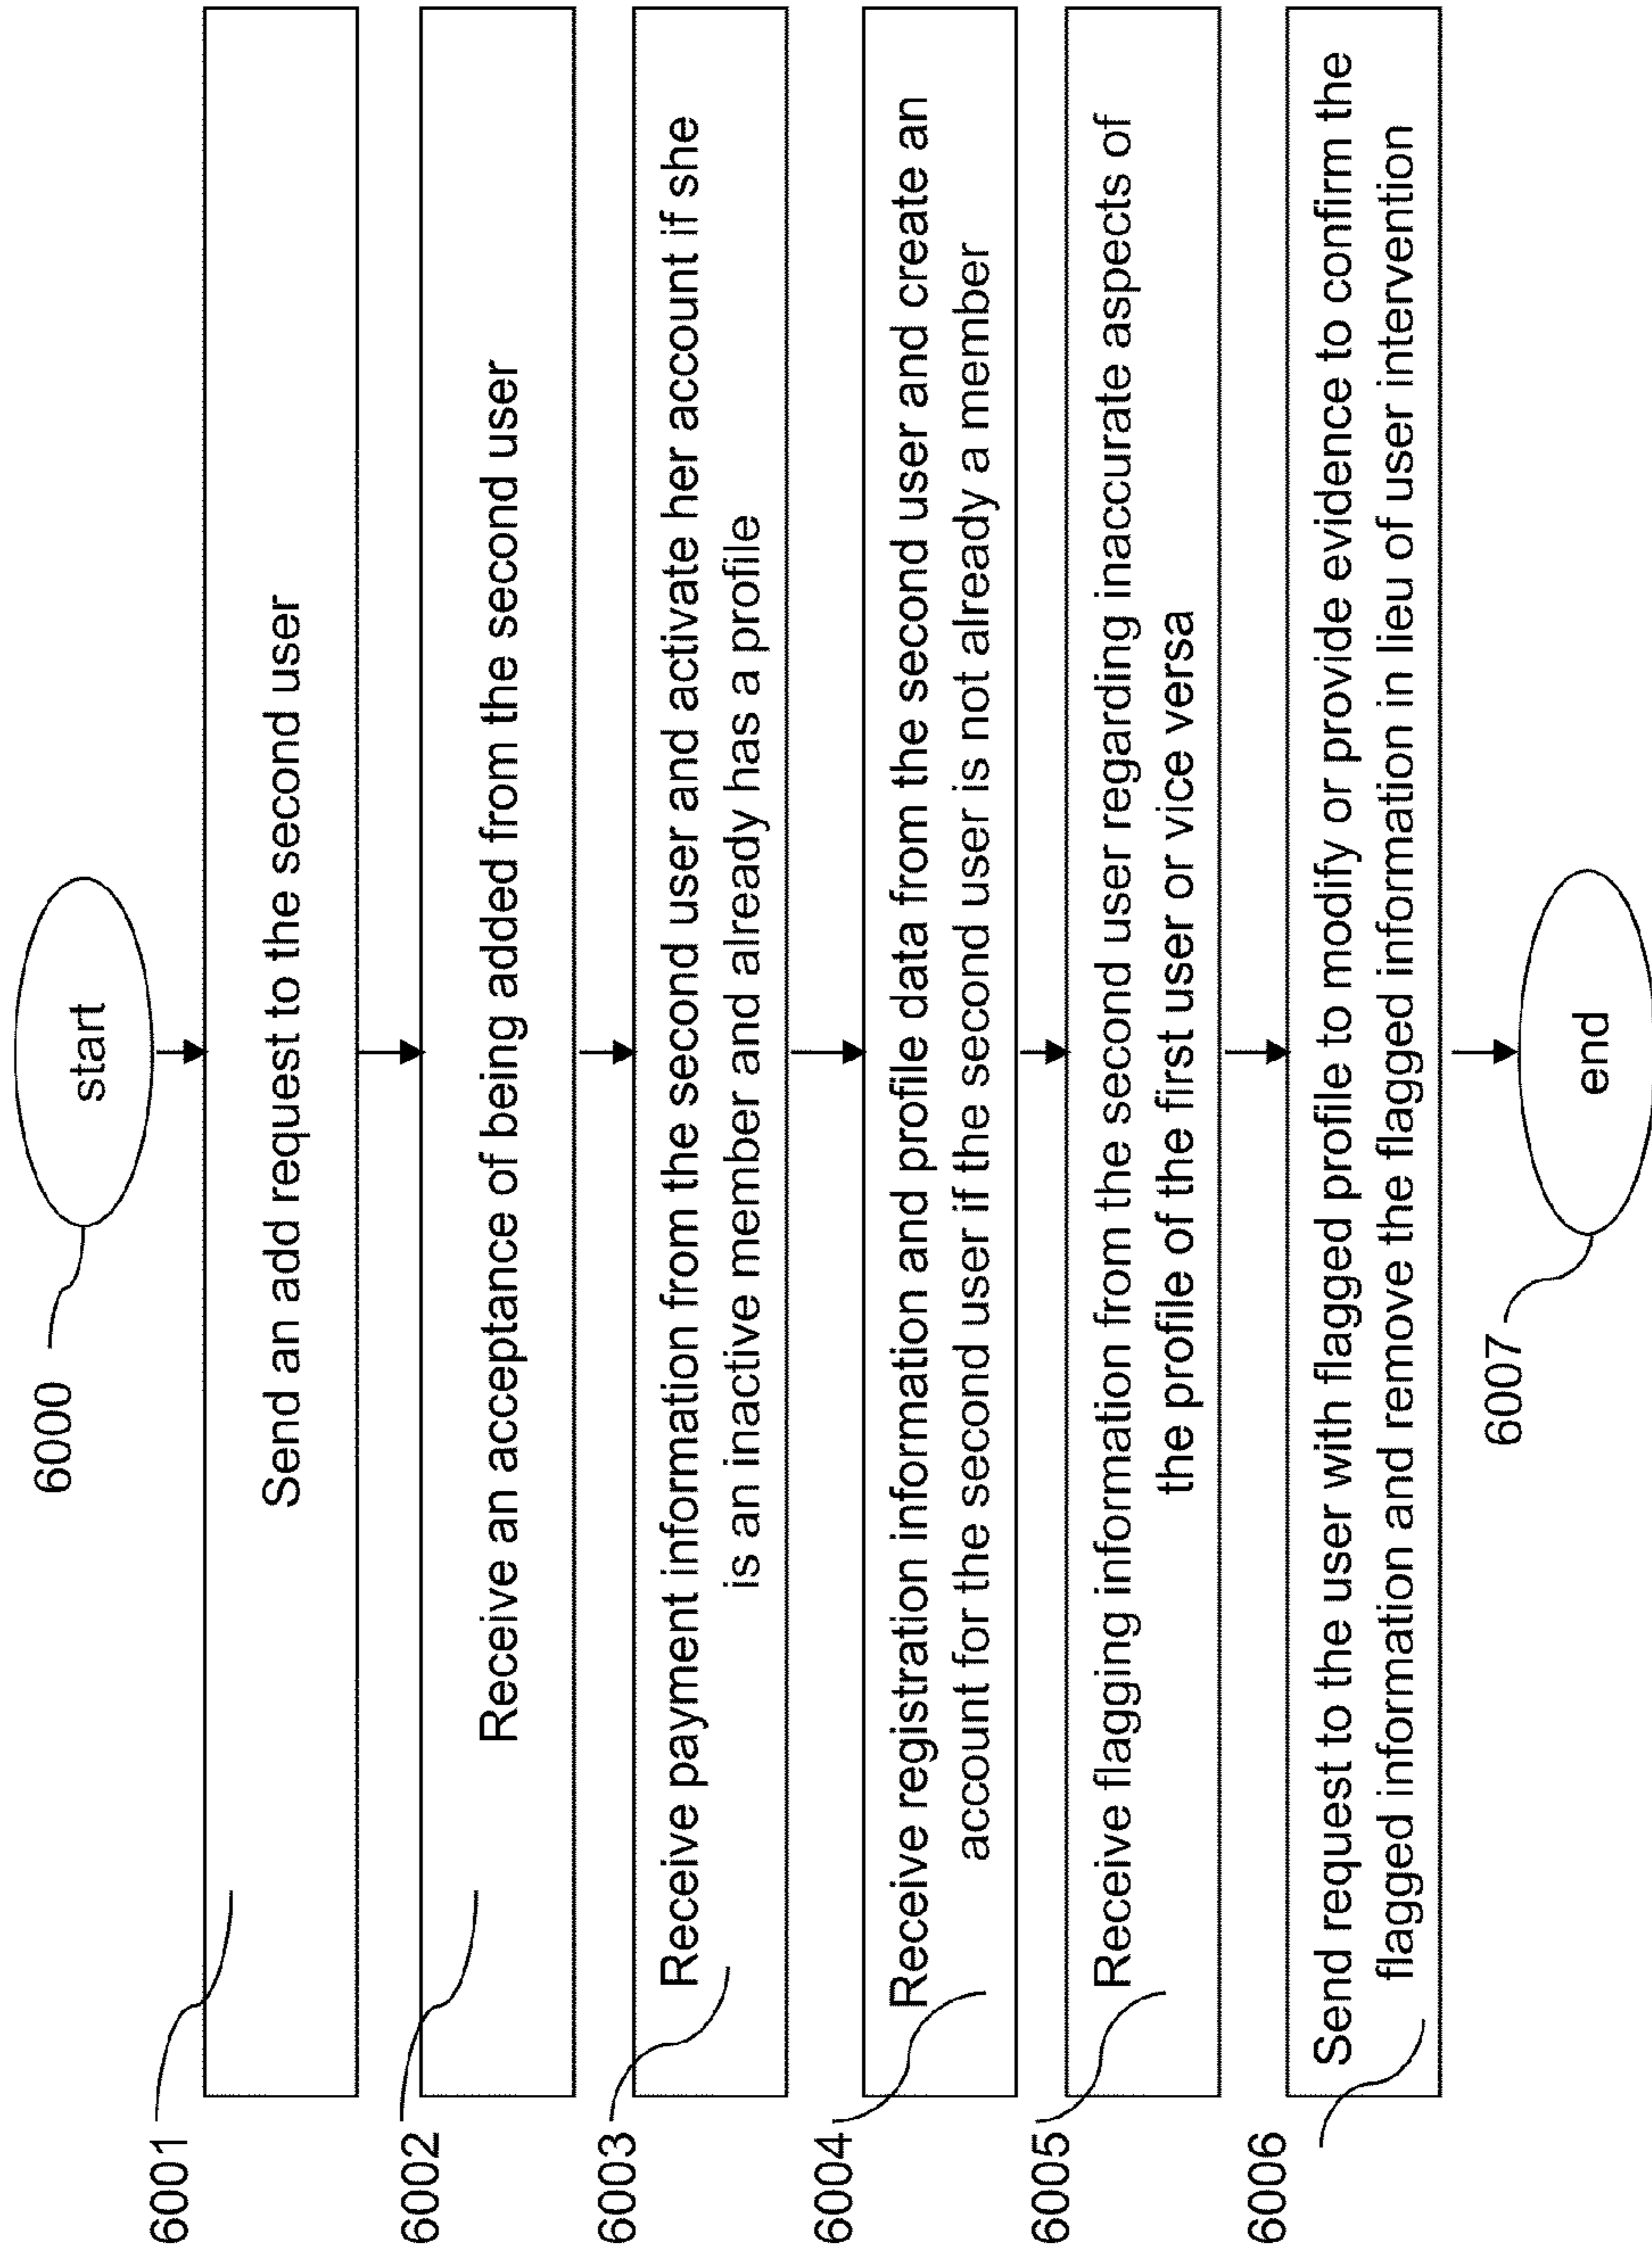 6000
start
6001
Send an add request to the second user
6002
Receive an acceptance of being added from the second user
6003
Receive payment information from the second user and activate her account if she
is an inactive member and already has a profile
6004
Receive registration information and profile data from the second user and create an
account for the second user if the second user is not already a member
6005
Receive flagging information from the second user regarding inaccurate aspects of
the profile of the first user or vice versa
6006
Send request to the user with flagged profile to modify or provide evidence to confirm the
flagged information and remove the flagged information in lieu of user intervention
6007
end